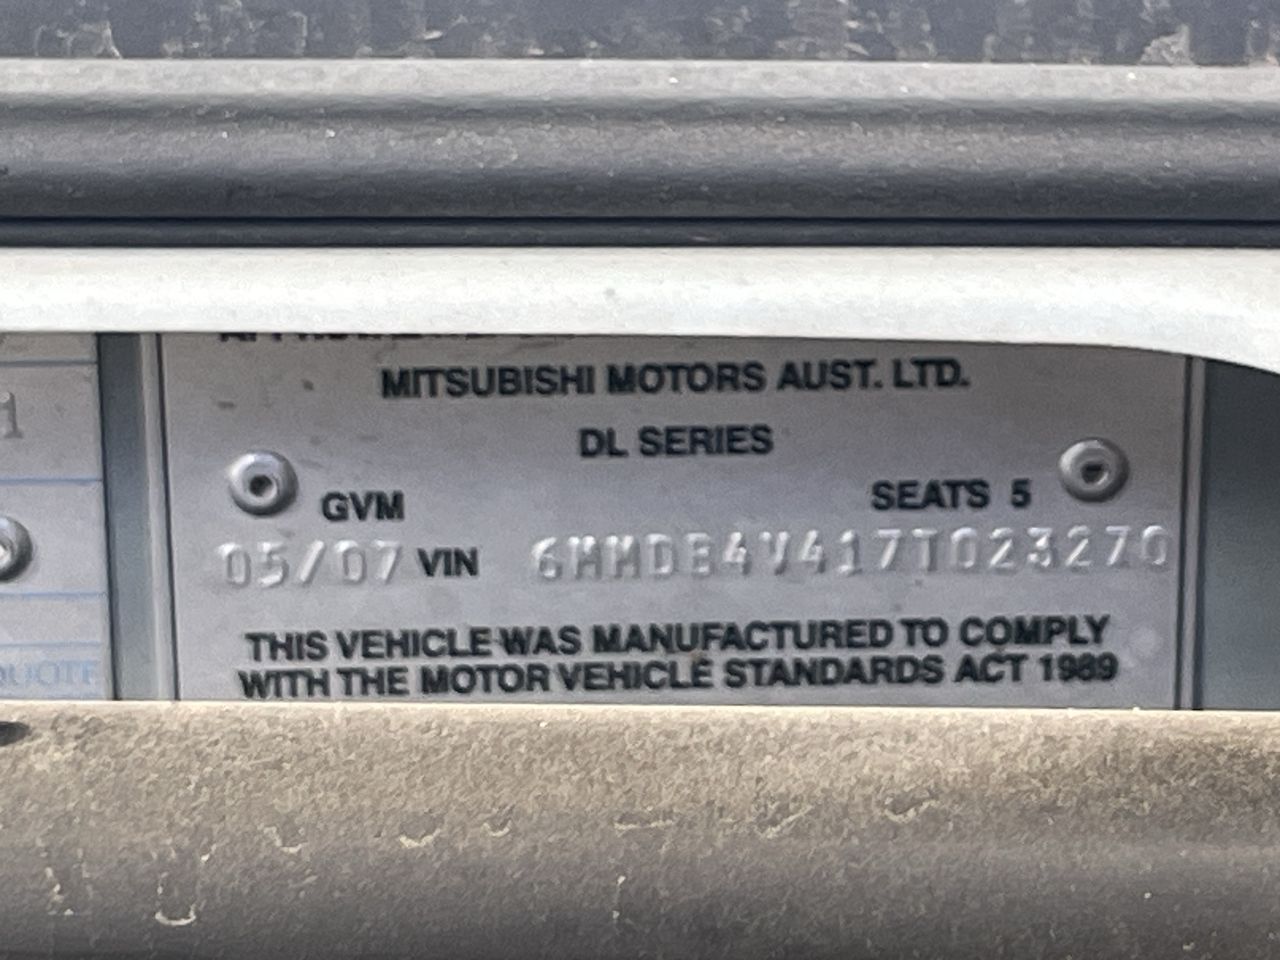 MITSUBISHI MOTORS AUST. LTD.
DL SERIES
GVM SEATS 5
05/07 VIN 6MMDB4V417T023270
THIS VEHICLE WAS MANUFACTURED TO COMPLY
WITH THE MOTOR VEHICLE STANDARDS ACT 1989
QUOTE